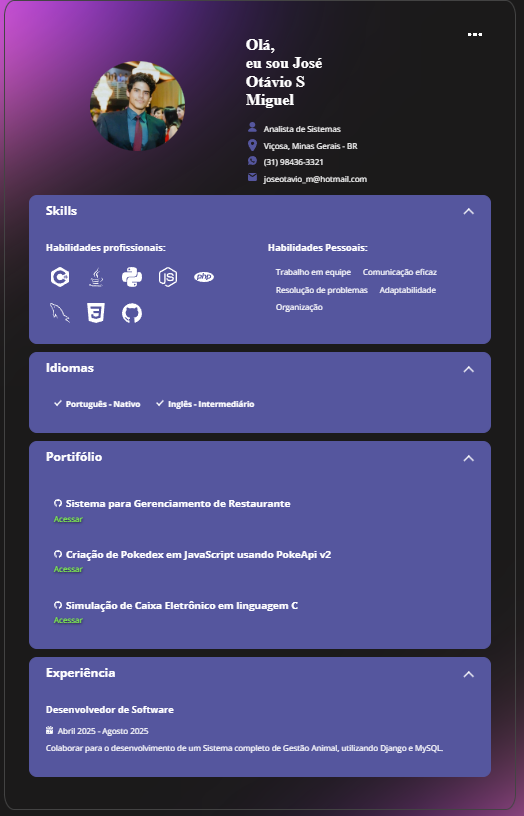 Olá,
eu sou José
Otávio S
Miguel
Analista de Sistemas
Viçosa, Minas Gerais - BR
(31) 98436-3321
joseotavio_m@hotmail.com
Skills
Habilidades profissionais:
C
JS
php
3
Habilidades Pessoais:
Trabalho em equipe Comunicação eficaz
Resolução de problemas Adaptabilidade
Organização
Idiomas
Português - Nativo Inglês - Intermediário
Portifólio
Sistema para Gerenciamento de Restaurante
Acessar
Criação de Pokedex em JavaScript usando PokeApi v2
Acessar
Simulação de Caixa Eletrônico em linguagem C
Acessar
Experiência
Desenvolvedor de Software
Abril 2025 - Agosto 2025
Colaborar para o desenvolvimento de um Sistema completo de Gestão Animal, utilizando Django e MySQL.